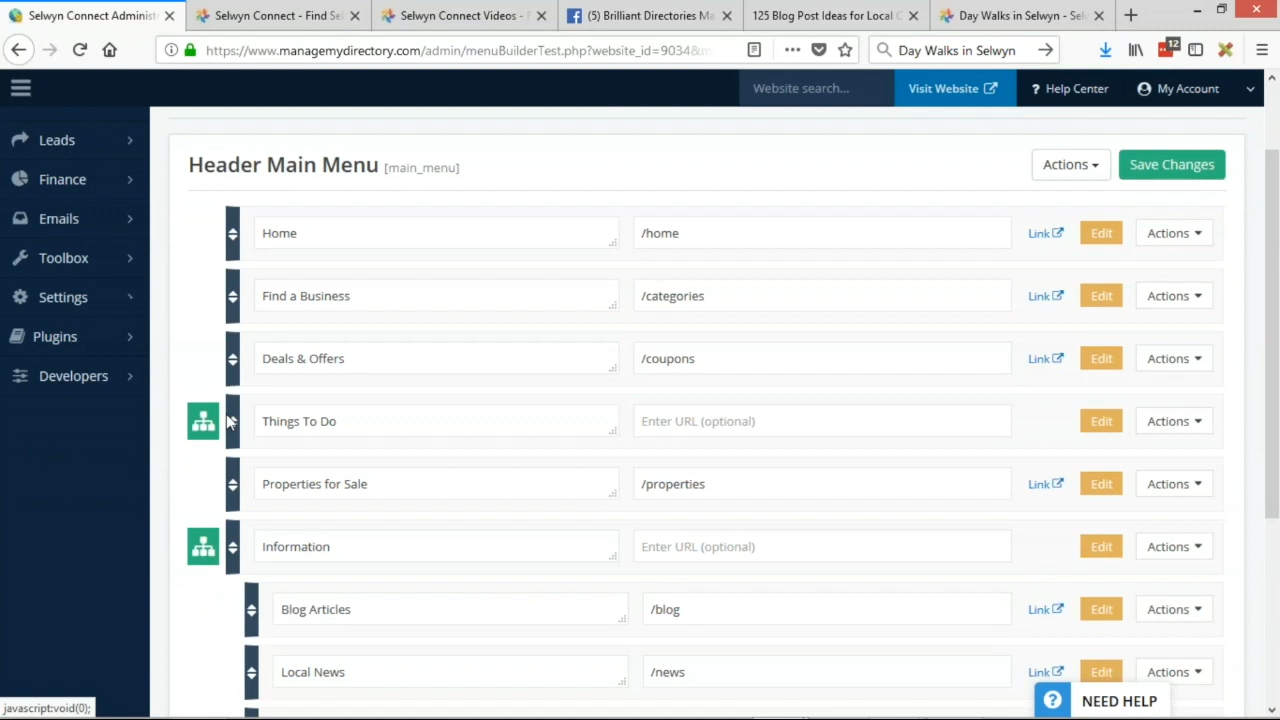 Selwyn Connect Administ
Selwyn Connect - Find Sel
Selwyn Connect Videos - F
(5) Brilliant Directories Ma
125 Blog Post Ideas for Local C
Day Walks in Selwyn - Sel
https://www.managemydirectory.com/admin/menuBuilderTest.php?website_id=9034&m
Day Walks in Selwyn
12
Website search...
Visit Website
? Help Center
My Account
Leads
Finance
Emails
Toolbox
Settings
Plugins
Developers
Header Main Menu [main_menu]
Actions
Save Changes
Home /home Link Edit Actions
Find a Business /categories Link Edit Actions
Deals & Offers /coupons Link Edit Actions
Things To Do Enter URL (optional) Edit Actions
Properties for Sale /properties Link Edit Actions
Information Enter URL (optional) Edit Actions
Blog Articles /blog Link Edit Actions
Local News /news Link Edit Actions
? NEED HELP
javascript:void(0);